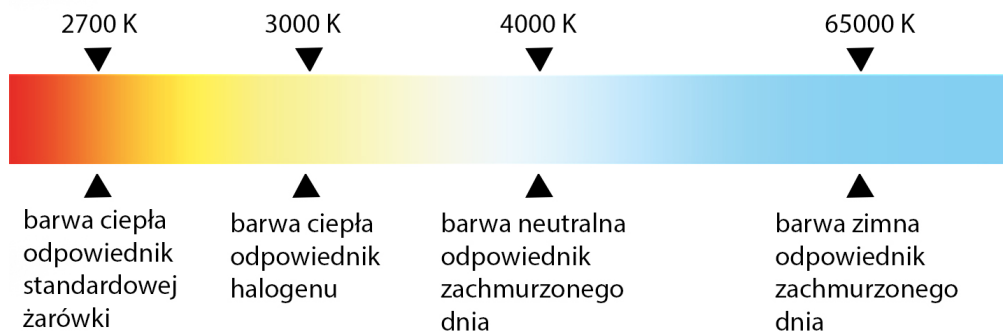 2700 K
3000 K
4000 K
65000 K
barwa ciepła
odpowiednik
standardowej
żarówki
barwa ciepła
odpowiednik
halogenu
barwa neutralna
odpowiednik
zachmurzonego
dnia
barwa zimna
odpowiednik
zachmurzonego
dnia